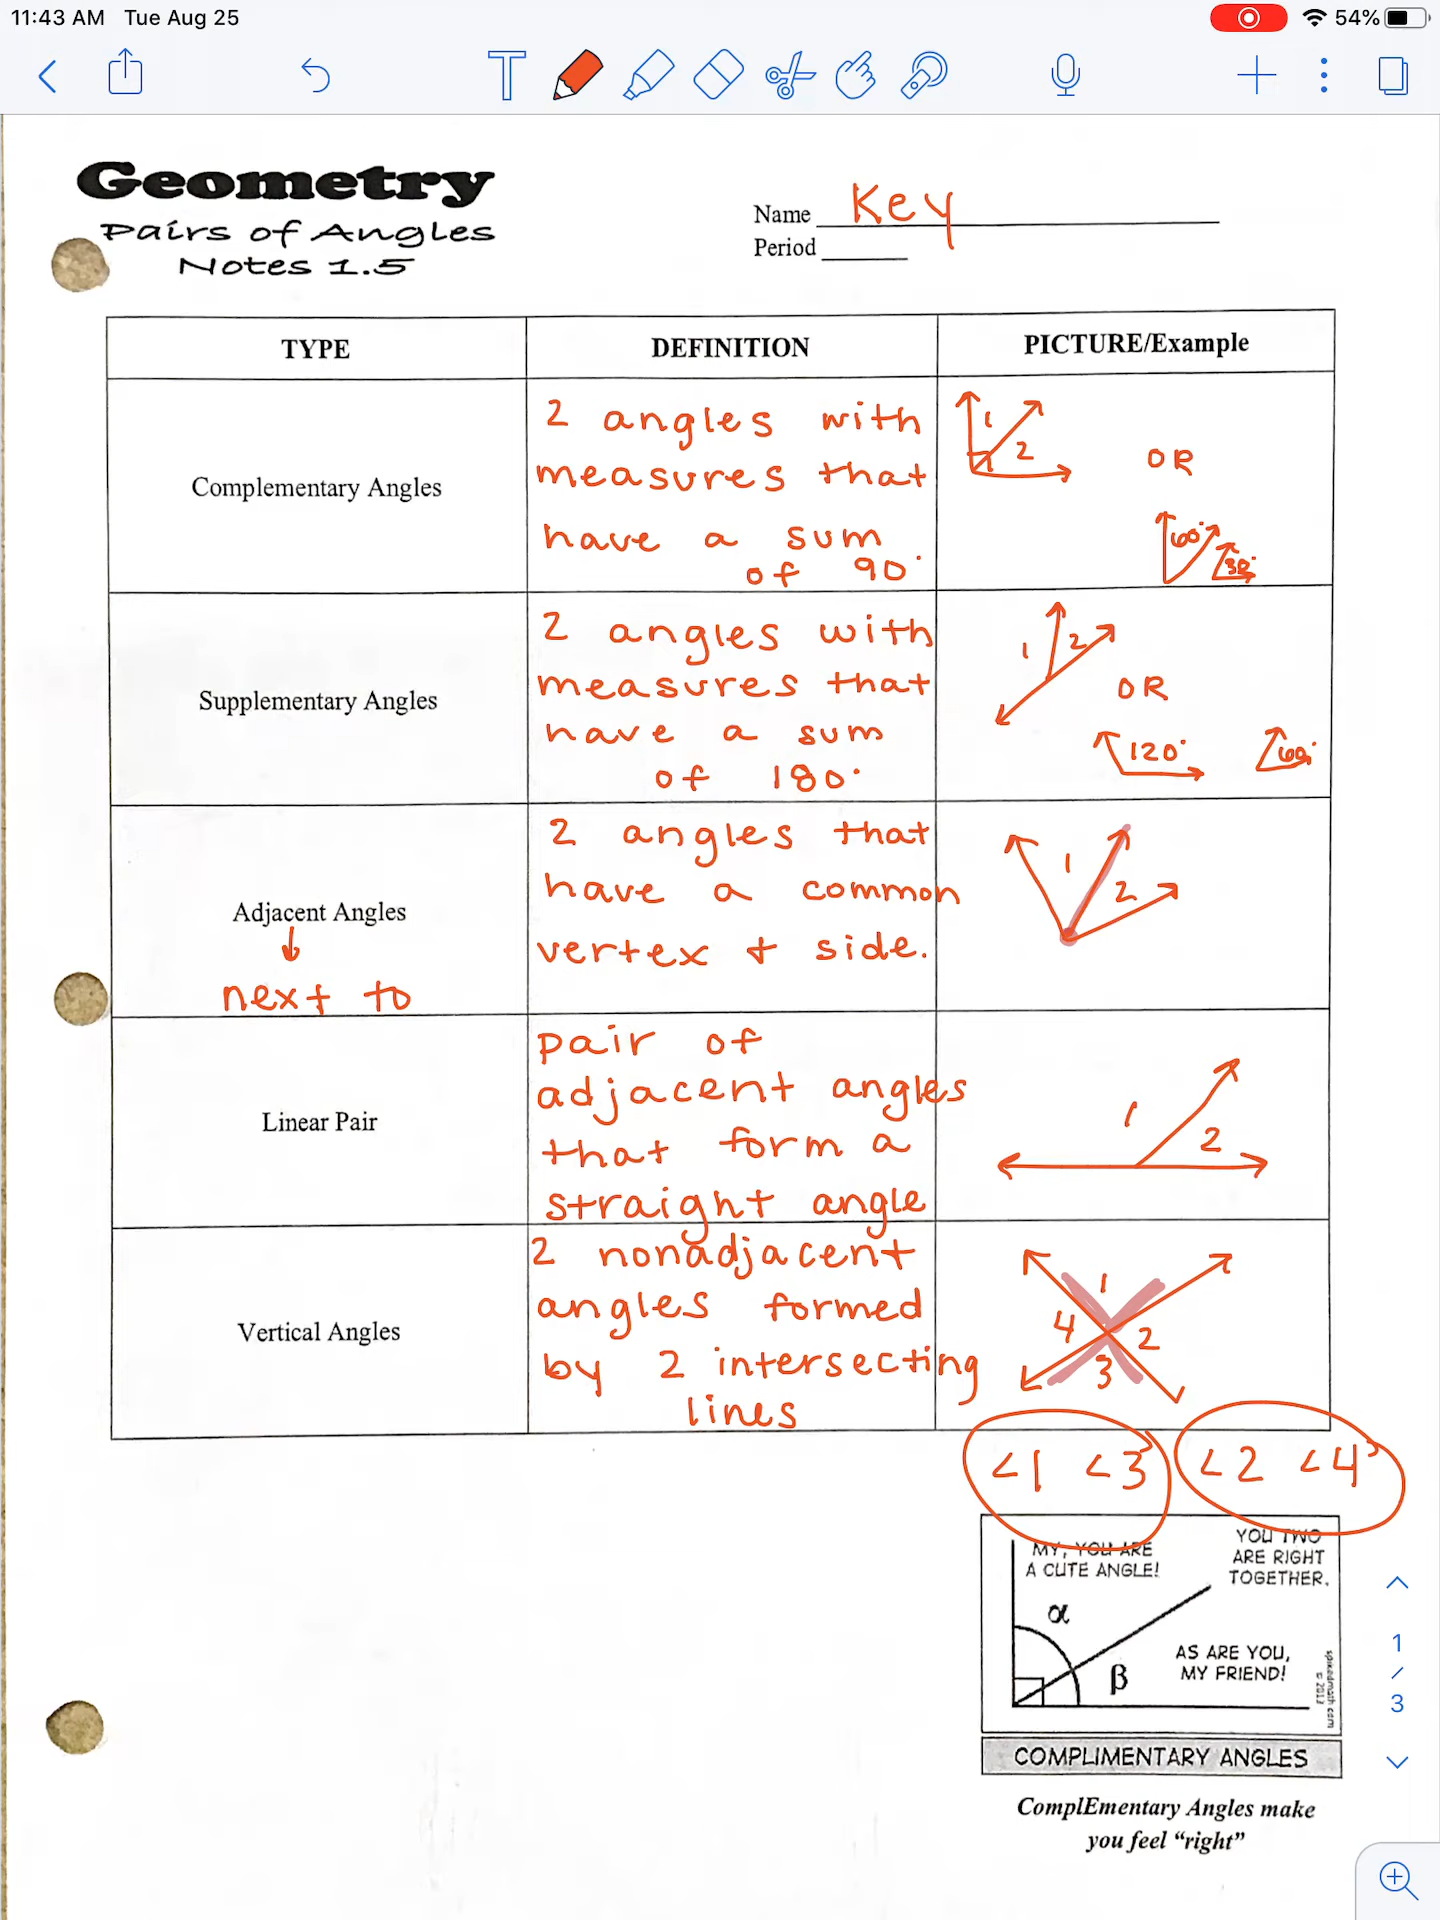 11:43 AM Tue Aug 25
54%
T
Geometry
Pairs of Angles
Notes 1.5
Name Key
Period
TYPE
DEFINITION
PICTURE/Example
Complementary Angles
2 angles with
measures that
have a sum
of 90°
1
2
OR
60°
30°
Supplementary Angles
2 angles with
measures that
have a sum
of 180°
1 2
OR
120°
60°
Adjacent Angles
next to
2 angles that
have a common
vertex + side.
1
2
Linear Pair
pair of
adjacent angles
that form a
straight angle
1
2
Vertical Angles
2 nonadjacent
angles formed
by 2 intersecting
lines
1
4 2
3
<1 <3 <2 <4
MY, YOU ARE
A CUTE ANGLE!
YOU TWO
ARE RIGHT
TOGETHER.
α
β
AS ARE YOU,
MY FRIEND!
spikedmath.com
© 2013
COMPLIMENTARY ANGLES
ComplEmentary Angles make
you feel “right”
1
/
3